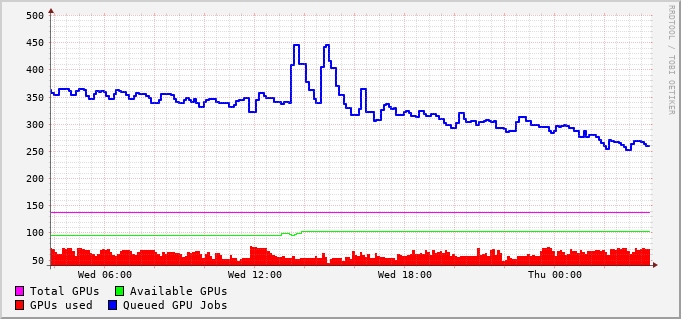 500
450
400
350
300
250
200
150
100
50
Wed 06:00 Wed 12:00 Wed 18:00 Thu 00:00
Total GPUs Available GPUs
GPUs used Queued GPU Jobs
RRDTOOL / TOBI OETIKER